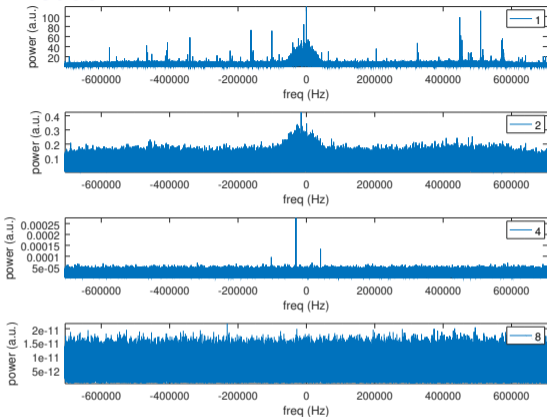 100
80
60
40
20
power (a.u.)
1
-600000 -400000 -200000 0 200000 400000 600000
freq (Hz)
0.4
0.3
0.2
0.1
power (a.u.)
2
-600000 -400000 -200000 0 200000 400000 600000
freq (Hz)
0.00025
0.0002
0.00015
0.0001
5e-05
power (a.u.)
4
-600000 -400000 -200000 0 200000 400000 600000
freq (Hz)
2e-11
1.5e-11
1e-11
5e-12
power (a.u.)
8
-600000 -400000 -200000 0 200000 400000 600000
freq (Hz)